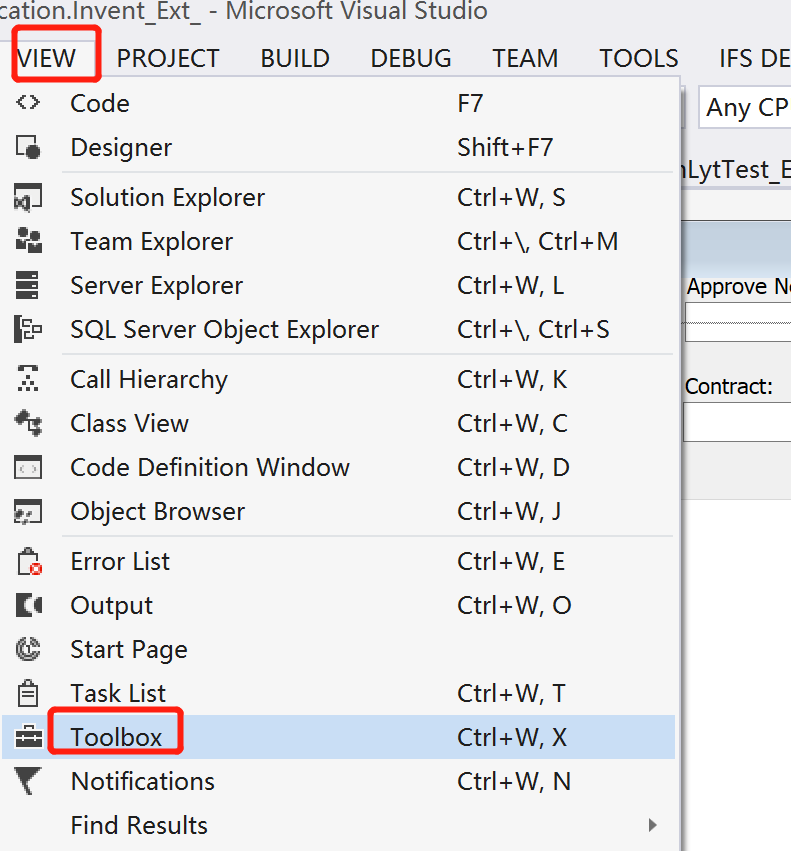 cation.Invent_Ext_ - Microsoft Visual Studio
VIEW PROJECT BUILD DEBUG TEAM TOOLS IFS DE
Any CP
nLytTest_E
Code F7
Designer Shift+F7
Solution Explorer Ctrl+W, S
Team Explorer Ctrl+\, Ctrl+M
Server Explorer Ctrl+W, L
SQL Server Object Explorer Ctrl+\, Ctrl+S
Call Hierarchy Ctrl+W, K
Class View Ctrl+W, C
Code Definition Window Ctrl+W, D
Object Browser Ctrl+W, J
Error List Ctrl+W, E
Output Ctrl+W, O
Start Page
Task List Ctrl+W, T
Toolbox Ctrl+W, X
Notifications Ctrl+W, N
Find Results
Approve No
Contract: